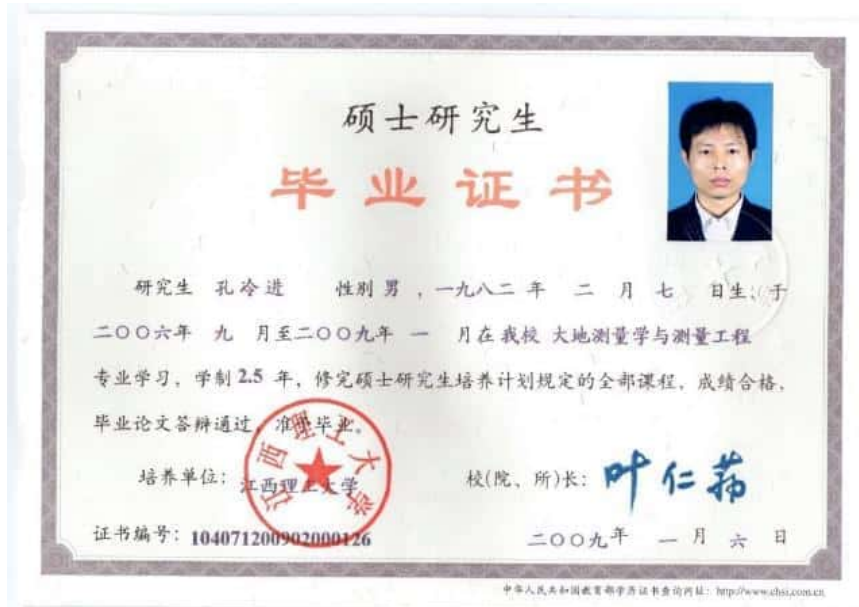 硕士研究生
毕业证书
研究生 孔冷进 性别 男 ，一九八二 年 二 月 七 日生，于
二〇〇六年 九 月至二〇〇九年 一 月在我校 大地测量学与测量工程
专业学习，学制 2.5 年，修完硕士研究生培养计划规定的全部课程，成绩合格，
毕业论文答辩通过，准予毕业。
江西理工大学
培养单位：江西理工大学 校(院、所)长：叶仁荪
证书编号：104071200902000126 二〇〇九年 一 月 六 日
中华人民共和国教育部学历证书查询网址：http://www.chsi.com.cn